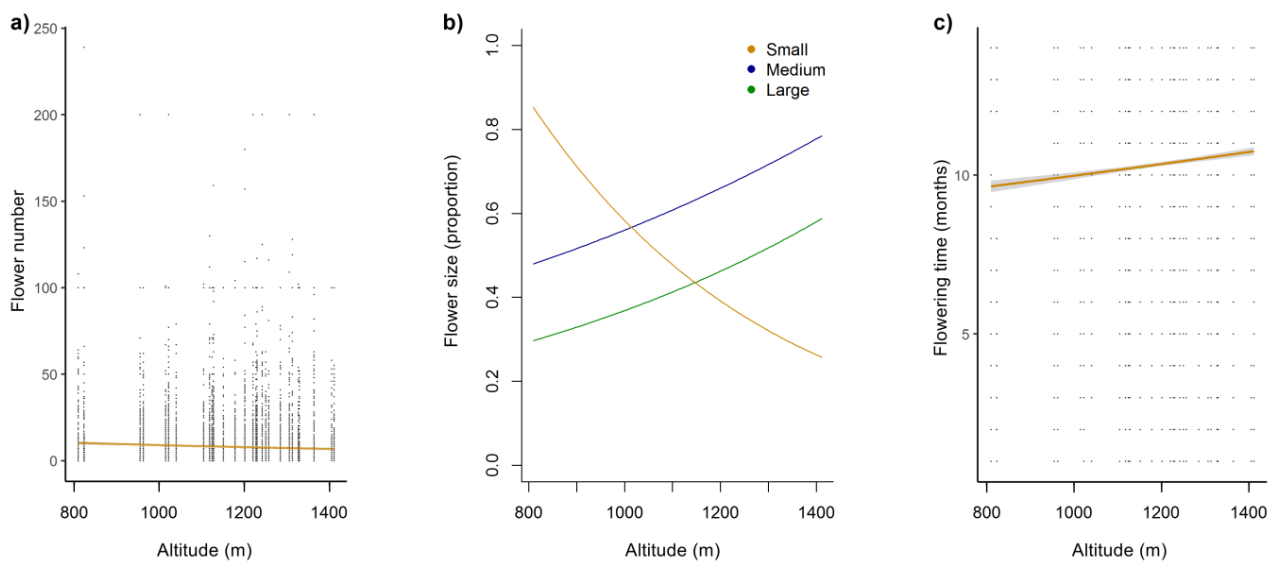 a)
250
200
150
100
50
0
Flower number
800 1000 1200 1400
Altitude (m)
b)
1.0
0.8
0.6
0.4
0.2
0.0
Flower size (proportion)
Small
Medium
Large
800 1000 1200 1400
Altitude (m)
c)
10
5
Flowering time (months)
800 1000 1200 1400
Altitude (m)